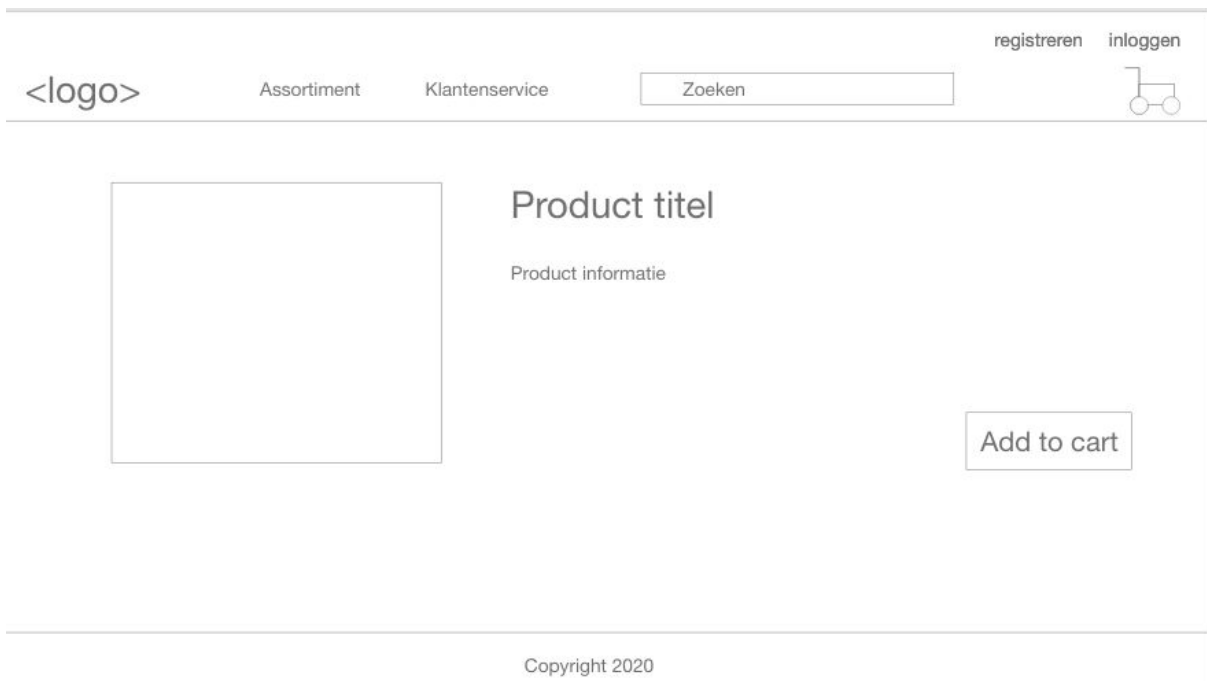 registreren inloggen
<logo> Assortiment Klantenservice Zoeken
Product titel
Product informatie
Add to cart
Copyright 2020